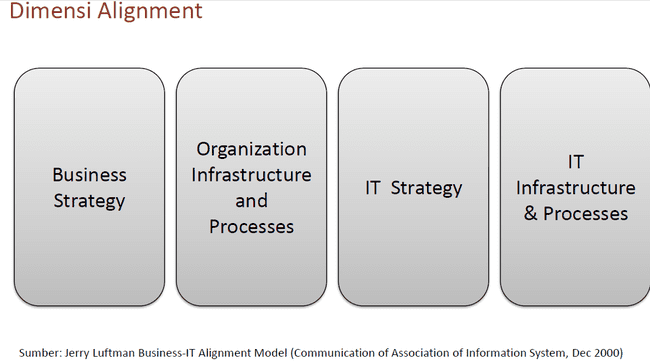 Dimensi Alignment
Business
Strategy
Organization
Infrastructure
and
Processes
IT Strategy
IT
Infrastructure
& Processes
Sumber: Jerry Luftman Business-IT Alignment Model (Communication of Association of Information System, Dec 2000)